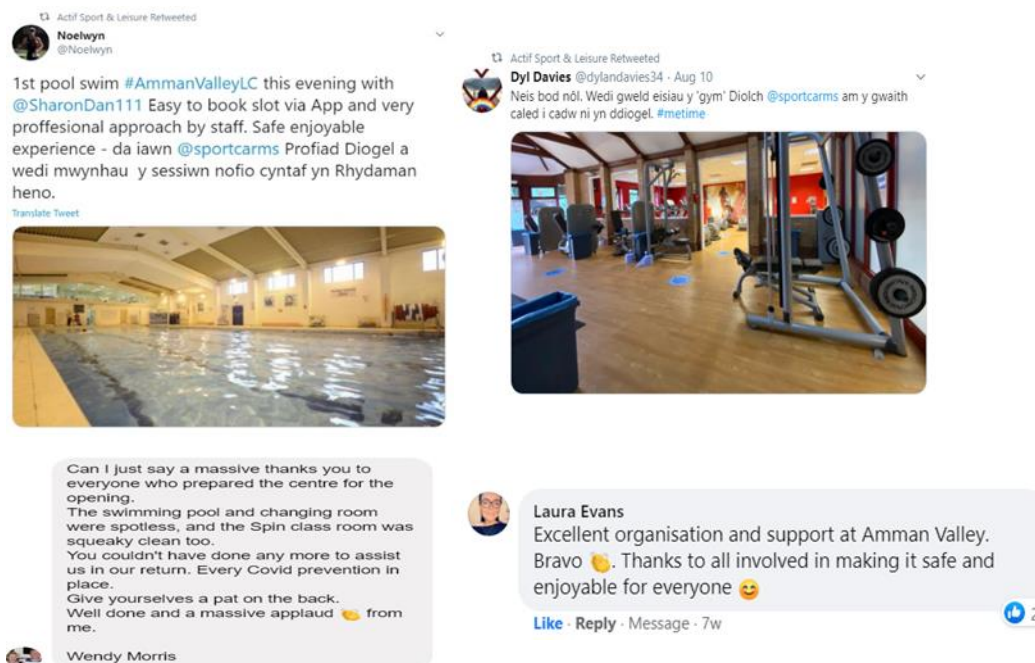 Actif Sport & Leisure Retweeted
Noelwyn
@Noelwyn
1st pool swim #AmmanValleyLC this evening with
@SharonDan111 Easy to book slot via App and very
proffesional approach by staff. Safe enjoyable
experience - da iawn @sportcarms Profiad Diogel a
wedi mwynhau y sessiwn nofio cyntaf yn Rhydaman
heno.
Translate Tweet
Actif Sport & Leisure Retweeted
Dyl Davies @dylandavies34 · Aug 10
Neis bod nôl. Wedi gweld eisiau y 'gym' Diolch @sportcarms am y gwaith
caled i cadw ni yn ddiogel. #metime
Can I just say a massive thanks you to
everyone who prepared the centre for the
opening.
The swimming pool and changing room
were spotless, and the Spin class room was
squeaky clean too.
You couldn't have done any more to assist
us in our return. Every Covid prevention in
place.
Give yourselves a pat on the back.
Well done and a massive applaud 👏 from
me.
Wendy Morris
Laura Evans
Excellent organisation and support at Amman Valley.
Bravo 👏. Thanks to all involved in making it safe and
enjoyable for everyone 😊
Like · Reply · Message · 7w
2